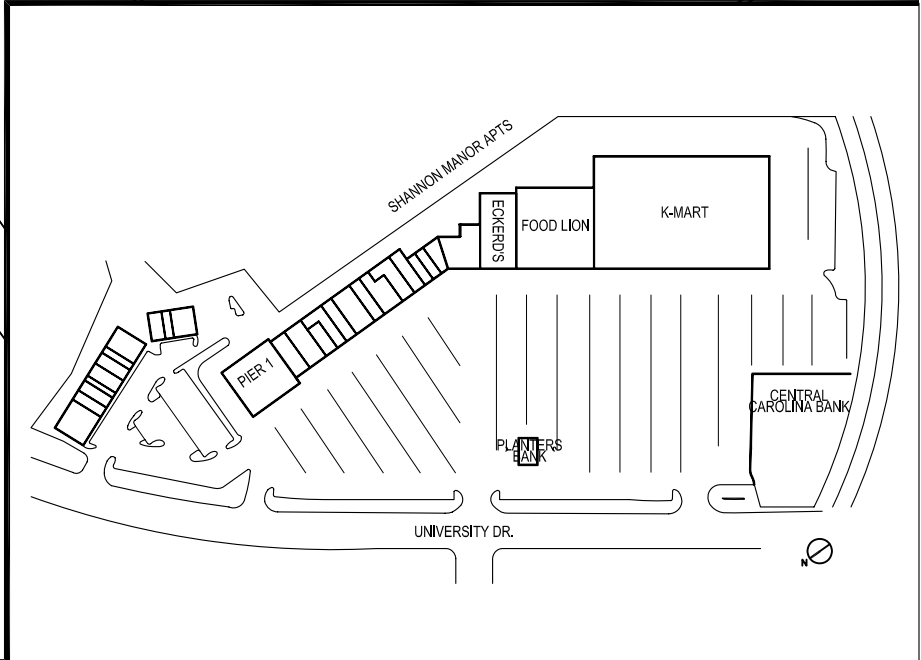 SHANNON MANOR APTS
ECKERD'S
FOOD LION
K-MART
PIER 1
CENTRAL
CAROLINA BANK
PLANTERS
BANK
UNIVERSITY DR.
N